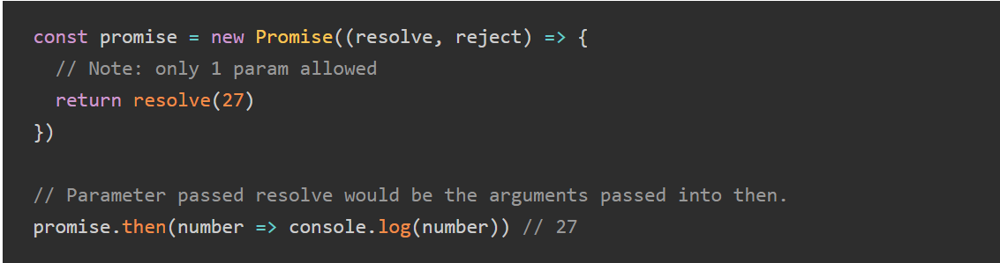 const promise = new Promise((resolve, reject) => {
  // Note: only 1 param allowed
  return resolve(27)
})

// Parameter passed resolve would be the arguments passed into then.
promise.then(number => console.log(number)) // 27